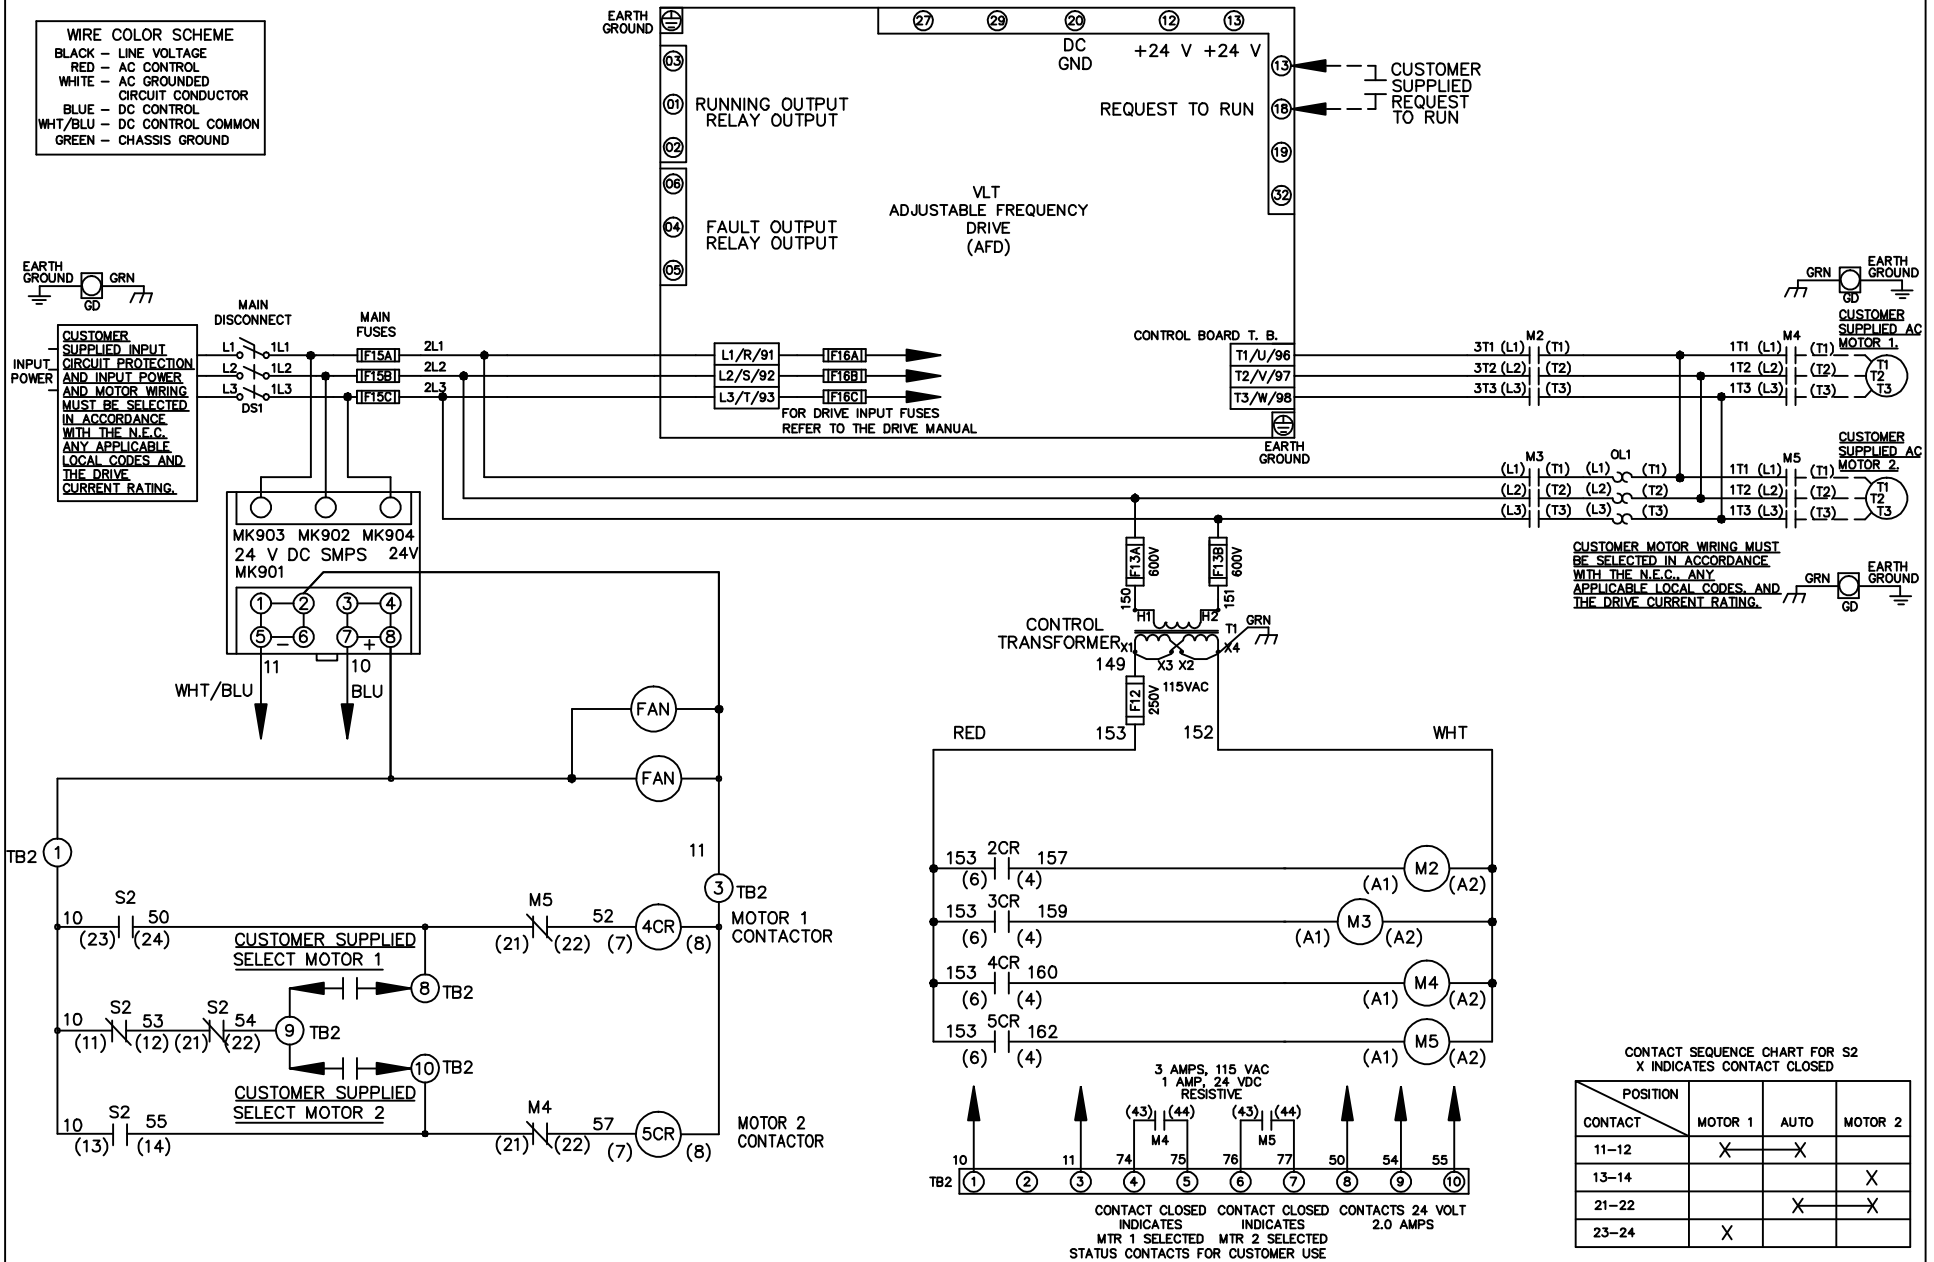 WIRE COLOR SCHEME
BLACK – LINE VOLTAGE
RED – AC CONTROL
WHITE – AC GROUNDED
CIRCUIT CONDUCTOR
BLUE – DC CONTROL
WHT/BLU – DC CONTROL COMMON
GREEN – CHASSIS GROUND
EARTH
GROUND
27 29 20 12 13
DC
GND
+24 V +24 V
03
01
02
RUNNING OUTPUT
RELAY OUTPUT
06
04
05
FAULT OUTPUT
RELAY OUTPUT
VLT
ADJUSTABLE FREQUENCY
DRIVE
(AFD)
REQUEST TO RUN
13
18
19
32
CUSTOMER
SUPPLIED
REQUEST
TO RUN
EARTH
GROUND
GRN
GD
INPUT
POWER
CUSTOMER
SUPPLIED INPUT
CIRCUIT PROTECTION
AND INPUT POWER
AND MOTOR WIRING
MUST BE SELECTED
IN ACCORDANCE
WITH THE N.E.C.
ANY APPLICABLE
LOCAL CODES AND
THE DRIVE
CURRENT RATING.
MAIN
DISCONNECT
L1 1L1
L2 1L2
L3 1L3
DS1
MAIN
FUSES
F15A 2L1
F15B 2L2
F15C 2L3
L1/R/91 F16A
L2/S/92 F16B
L3/T/93 F16C
FOR DRIVE INPUT FUSES
REFER TO THE DRIVE MANUAL
CONTROL BOARD T. B.
T1/U/96
T2/V/97
T3/W/98
EARTH
GROUND
M2
3T1 (L1) (T1)
3T2 (L2) (T2)
3T3 (L3) (T3)
M4
1T1 (L1) (T1)
1T2 (L2) (T2)
1T3 (L3) (T3)
GRN
GD
EARTH
GROUND
CUSTOMER
SUPPLIED AC
MOTOR 1.
T1
T2
T3
M3
(L1) (T1)
(L2) (T2)
(L3) (T3)
OL1
(L1) (T1)
(L2) (T2)
(L3) (T3)
M5
1T1 (L1) (T1)
1T2 (L2) (T2)
1T3 (L3) (T3)
CUSTOMER
SUPPLIED AC
MOTOR 2.
T1
T2
T3
CUSTOMER MOTOR WIRING MUST
BE SELECTED IN ACCORDANCE
WITH THE N.E.C., ANY
APPLICABLE LOCAL CODES, AND
THE DRIVE CURRENT RATING.
GRN
GD
EARTH
GROUND
MK903 MK902 MK904
24 V DC SMPS 24V
MK901
1 2 3 4
5 – 6 7 + 8
11
10
WHT/BLU
BLU
FAN
FAN
F13A
600V
F13B
600V
150
151
H1 H2
CONTROL
TRANSFORMER
T1
GRN
X1 X3 X2 X4
149
F12
250V
115VAC
153
152
RED
WHT
TB2 1
11
3 TB2
10 S2 50
(23) (24)
M5
(21) (22)
52
(7) 4CR (8)
MOTOR 1
CONTACTOR
CUSTOMER SUPPLIED
SELECT MOTOR 1
8 TB2
10 S2 53 S2 54
(11) (12) (21) (22)
9 TB2
10 TB2
CUSTOMER SUPPLIED
SELECT MOTOR 2
10 S2 55
(13) (14)
M4
(21) (22)
57
(7) 5CR (8)
MOTOR 2
CONTACTOR
153 2CR 157
(6) (4)
(A1) M2 (A2)
153 3CR 159
(6) (4)
(A1) M3 (A2)
153 4CR 160
(6) (4)
(A1) M4 (A2)
153 5CR 162
(6) (4)
(A1) M5 (A2)
3 AMPS, 115 VAC
1 AMP, 24 VDC
RESISTIVE
(43) (44)
M4
(43) (44)
M5
10 11 74 75 76 77 50 54 55
TB2 1 2 3 4 5 6 7 8 9 10
CONTACT CLOSED
INDICATES
MTR 1 SELECTED
CONTACT CLOSED
INDICATES
MTR 2 SELECTED
STATUS CONTACTS FOR CUSTOMER USE
CONTACTS 24 VOLT
2.0 AMPS
CONTACT SEQUENCE CHART FOR S2
X INDICATES CONTACT CLOSED
POSITION
CONTACT MOTOR 1 AUTO MOTOR 2
11–12 X X
13–14 X
21–22 X X
23–24 X